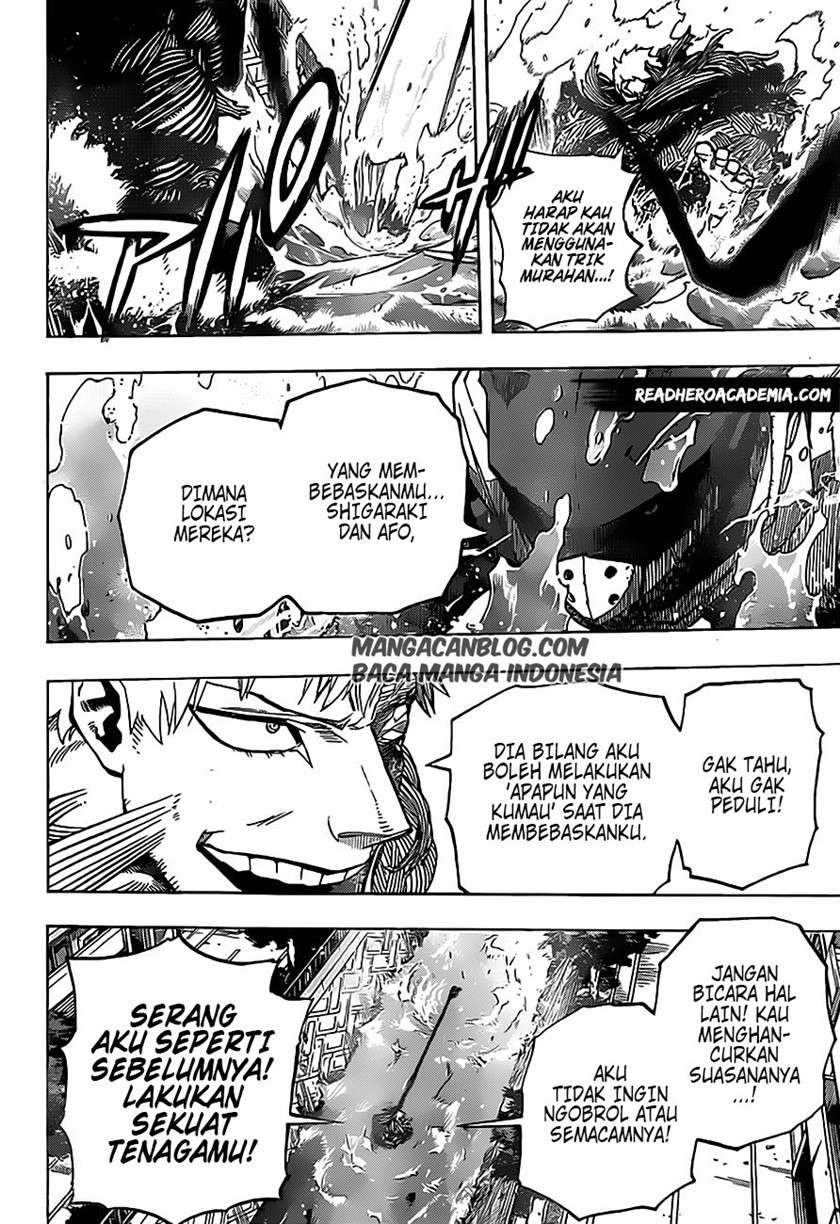 AKU
HARAP KAU
TIDAK AKAN
MENGGUNA-
KAN TRIK
MURAHAN...!
READHEROACADEMIA.COM
YANG MEM-
BEBASKANMU...
SHIGARAKI
DAN AFO,
DIMANA
LOKASI
MEREKA?
MANGACANBLOG.COM
BACA MANGA INDONESIA
GAK TAHU,
AKU GAK
PEDULI!
DIA BILANG AKU
BOLEH MELAKUKAN
'APAPUN YANG
KUMAU' SAAT DIA
MEMBEBASKANKU.
JANGAN
BICARA HAL
LAIN! KAU
MENGHAN-
CURKAN
SUASANANYA
...!
AKU
TIDAK INGIN
NGOBROL ATAU
SEMACAMNYA!
SERANG
AKU SEPERTI
SEBELUMNYA!
LAKUKAN
SEKUAT
TENAGAMU!